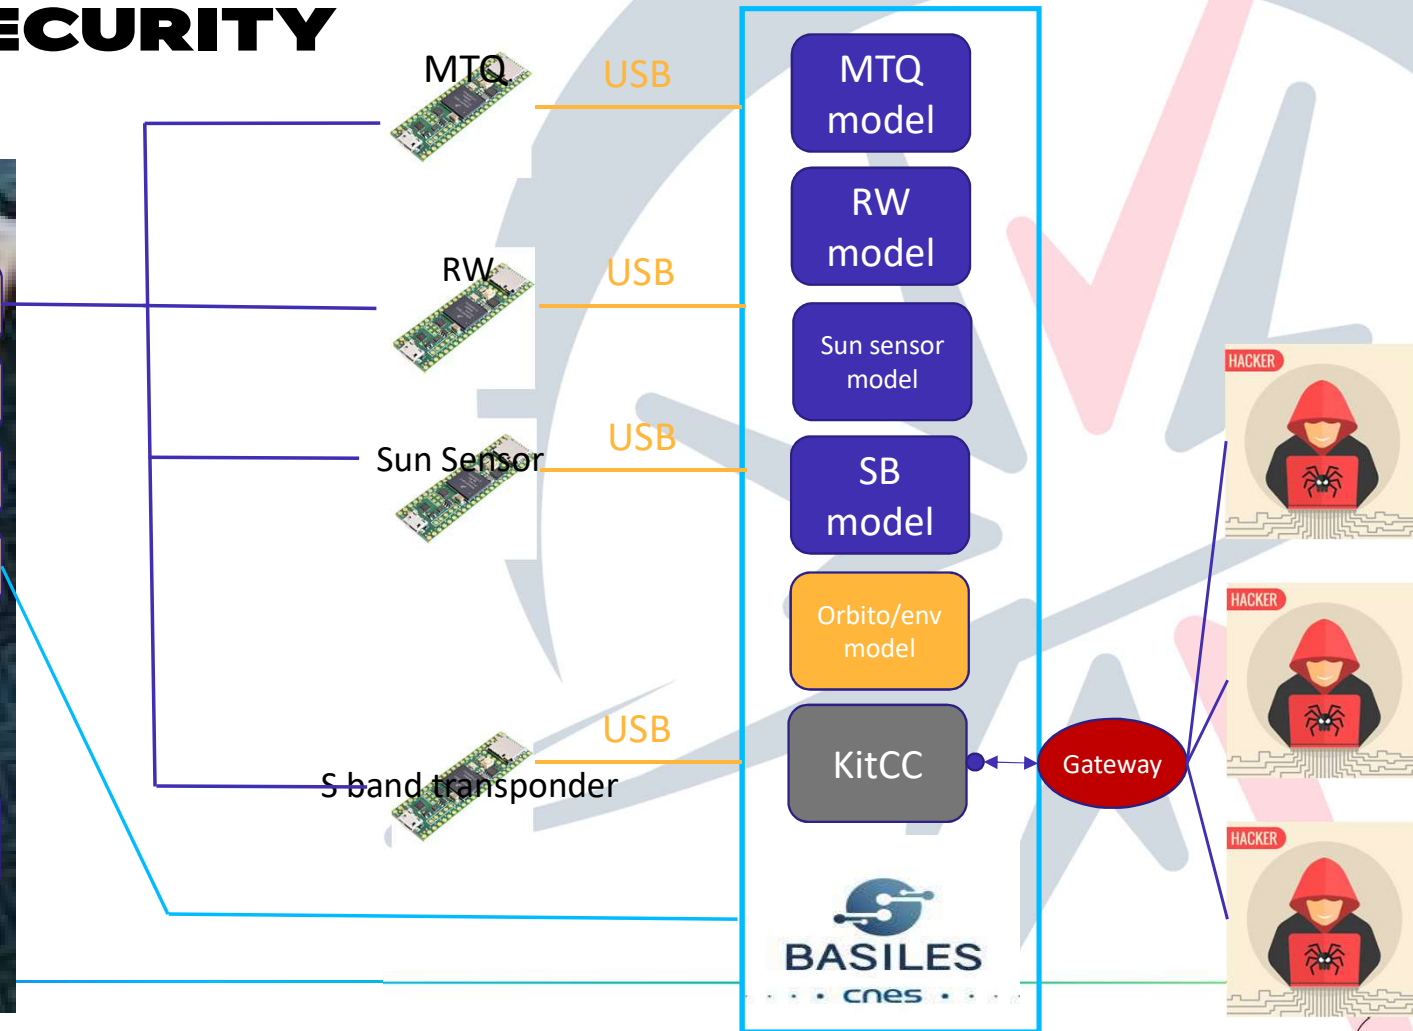 ECURITY
MTQ
USB
MTQ
model
RW
USB
RW
model
Sun sensor
model
Sun Sensor
USB
SB
model
Orbito/env
model
S band transponder
USB
KitCC
Gateway
HACKER
HACKER
HACKER
BASILES
cnes